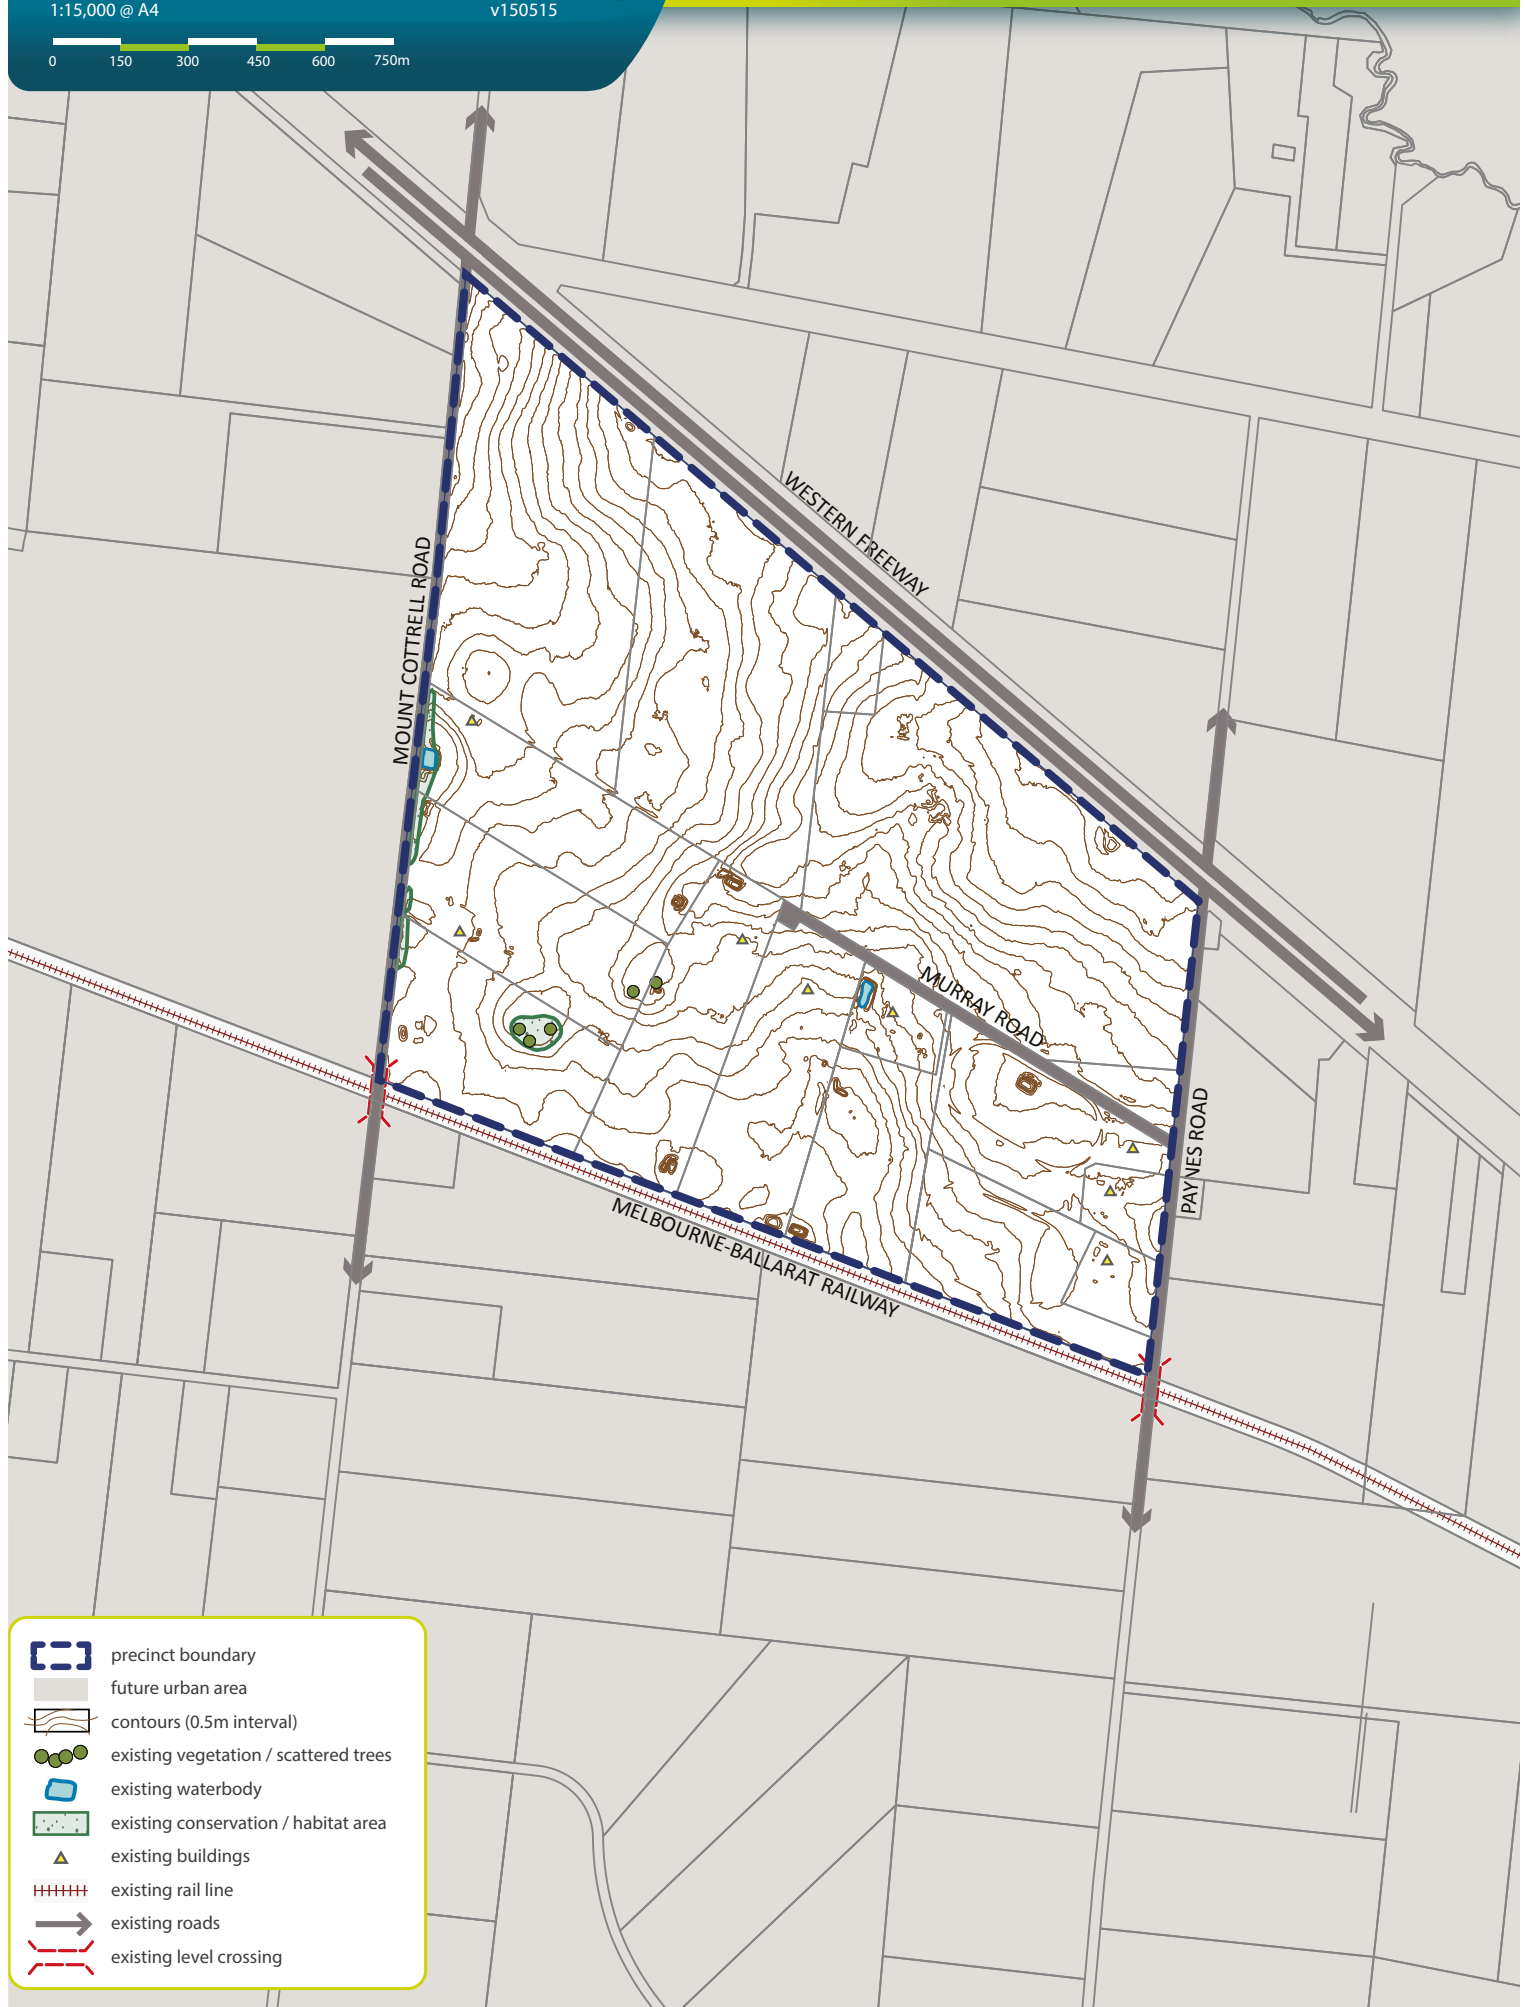 1:15,000 @ A4
v150515
0 150 300 450 600 750m
WESTERN FREEWAY
MOUNT COTTRELL ROAD
MURRAY ROAD
PAYNES ROAD
MELBOURNE-BALLARAT RAILWAY
precinct boundary
future urban area
contours (0.5m interval)
existing vegetation / scattered trees
existing waterbody
existing conservation / habitat area
existing buildings
existing rail line
existing roads
existing level crossing